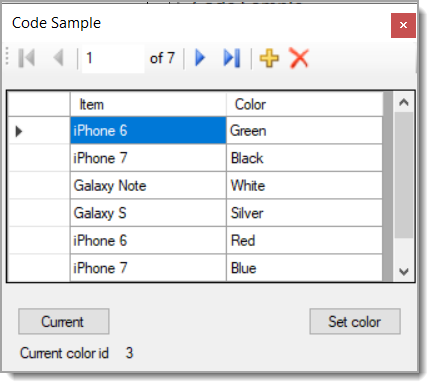 Code Sample
1 of 7
Item Color
iPhone 6 Green
iPhone 7 Black
Galaxy Note White
Galaxy S Silver
iPhone 6 Red
iPhone 7 Blue
Current Set color
Current color id 3